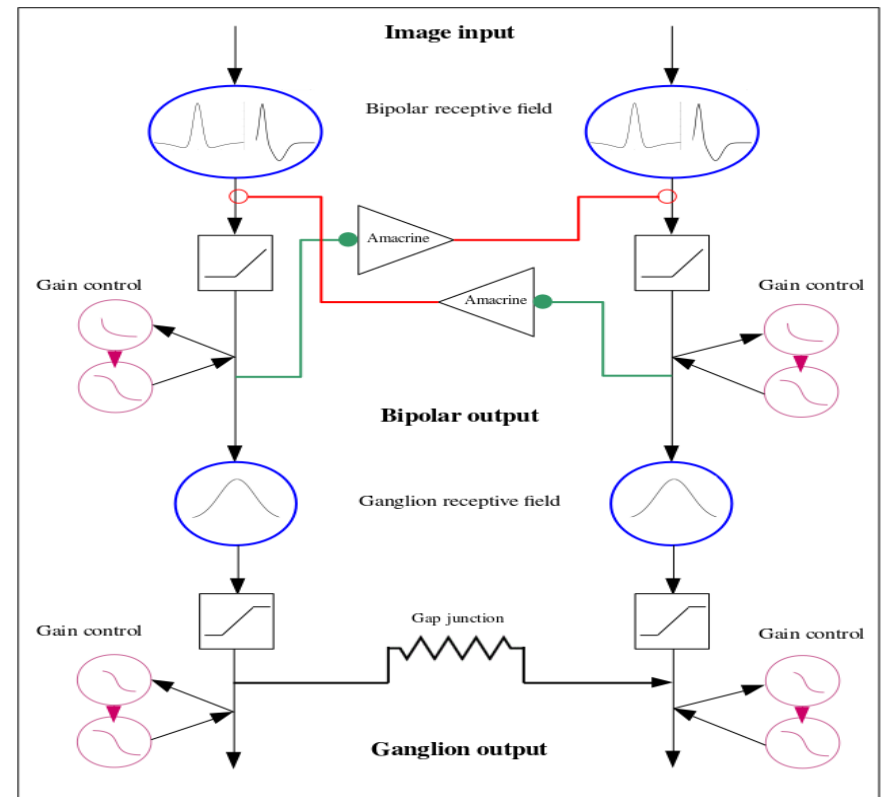 Image input
Bipolar receptive field
Amacrine
Gain control
Gain control
Amacrine
Bipolar output
Ganglion receptive field
Gap junction
Gain control
Gain control
Ganglion output